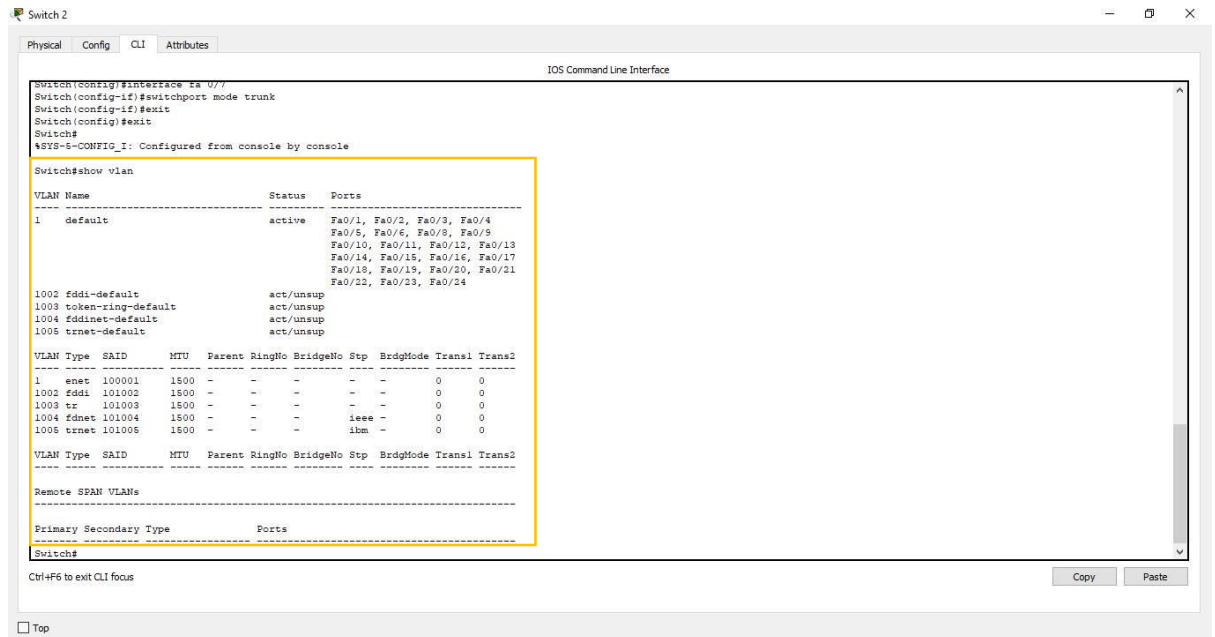 Switch 2
Physical Config CLI Attributes
IOS Command Line Interface
Switch(config)#interface fa 0/7
Switch(config-if)#switchport mode trunk
Switch(config-if)#exit
Switch(config)#exit
Switch#
%SYS-5-CONFIG_I: Configured from console by console
Switch#show vlan
VLAN Name Status Ports
---- -------------------------------- --------- -------------------------------
1 default active Fa0/1, Fa0/2, Fa0/3, Fa0/4
Fa0/5, Fa0/6, Fa0/8, Fa0/9
Fa0/10, Fa0/11, Fa0/12, Fa0/13
Fa0/14, Fa0/15, Fa0/16, Fa0/17
Fa0/18, Fa0/19, Fa0/20, Fa0/21
Fa0/22, Fa0/23, Fa0/24
1002 fddi-default act/unsup
1003 token-ring-default act/unsup
1004 fddinet-default act/unsup
1005 trnet-default act/unsup
VLAN Type SAID MTU Parent RingNo BridgeNo Stp BrdgMode Trans1 Trans2
---- ----- ---------- ----- ------ ------ -------- ---- -------- ------ ------
1 enet 100001 1500 - - - - - 0 0
1002 fddi 101002 1500 - - - - - 0 0
1003 tr 101003 1500 - - - - - 0 0
1004 fdnet 101004 1500 - - - ieee - 0 0
1005 trnet 101005 1500 - - - ibm - 0 0
VLAN Type SAID MTU Parent RingNo BridgeNo Stp BrdgMode Trans1 Trans2
---- ----- ---------- ----- ------ ------ -------- ---- -------- ------ ------
Remote SPAN VLANs
------------------------------------------------------------------------------
Primary Secondary Type Ports
------- --------- ----------------- ------------------------------------------
Switch#
Ctrl+F6 to exit CLI focus
Copy Paste
Top